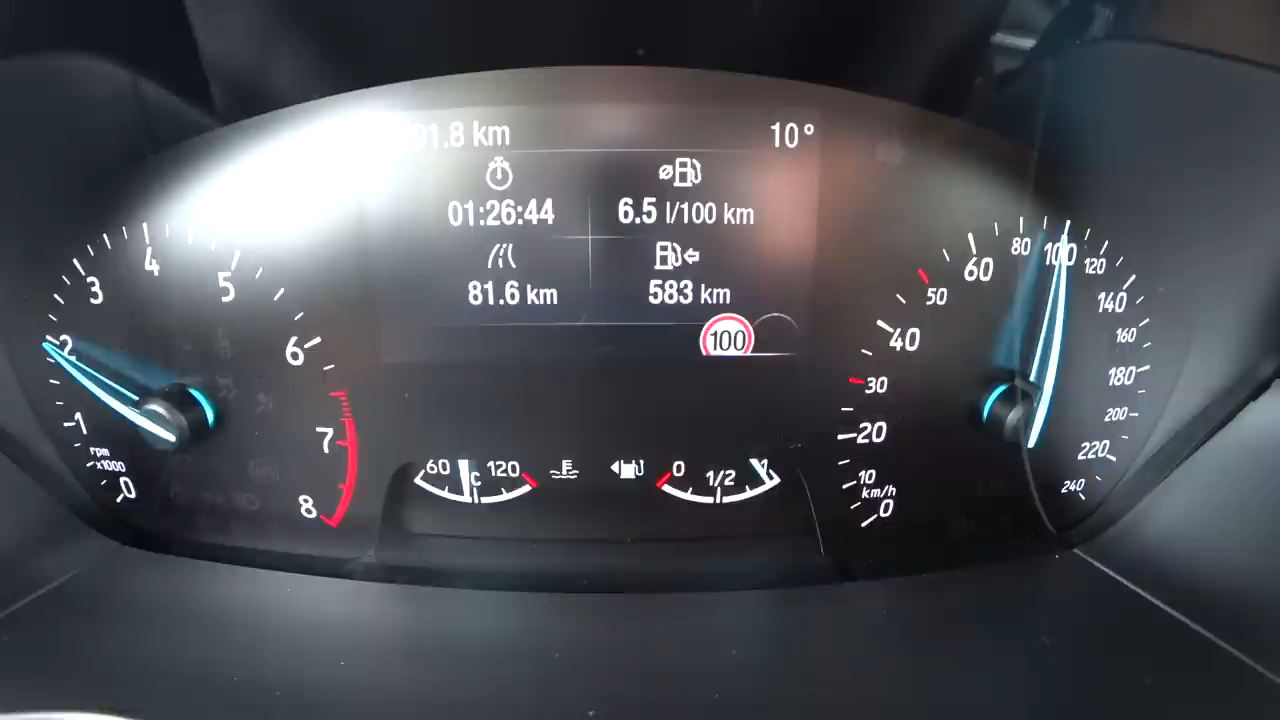 1.8 km 10°
01:26:44 6.5 l/100 km
81.6 km 583 km
100
0 1 2 3 4 5 6 7 8
rpm
x1000
60 °C 120
0 1/2 1
0 10 20 30 40 50 60 80 100 120 140 160 180 200 220 240
km/h